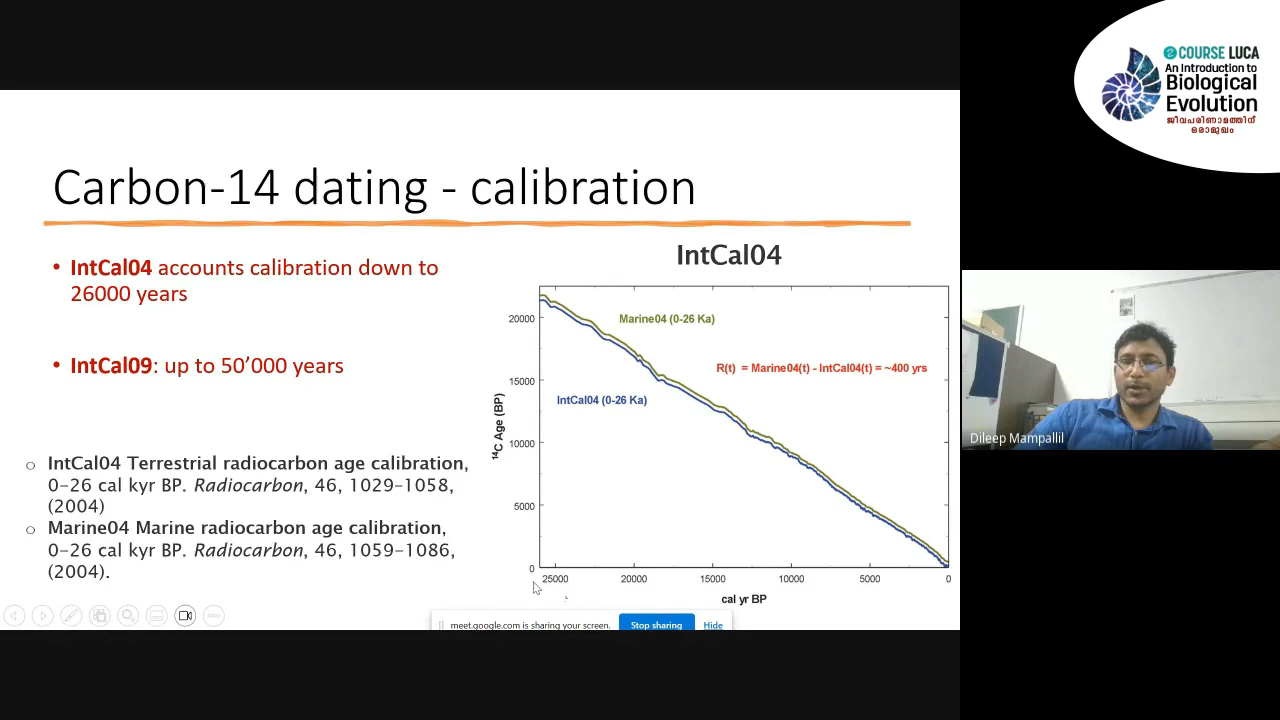 COURSE LUCA
An Introduction to
Biological
Evolution
ജീവപരിണാമത്തിന്
ഒരാമുഖം
Carbon-14 dating - calibration
• IntCal04 accounts calibration down to
26000 years
• IntCal09: up to 50’000 years
o IntCal04 Terrestrial radiocarbon age calibration,
0–26 cal kyr BP. Radiocarbon, 46, 1029–1058,
(2004)
o Marine04 Marine radiocarbon age calibration,
0–26 cal kyr BP. Radiocarbon, 46, 1059–1086,
(2004).
IntCal04
Marine04 (0-26 Ka)
R(t) = Marine04(t) - IntCal04(t) = ~400 yrs
IntCal04 (0-26 Ka)
¹⁴C Age (BP)
20000
15000
10000
5000
0
25000 20000 15000 10000 5000 0
cal yr BP
Dileep Mampallil
meet.google.com is sharing your screen. Stop sharing Hide